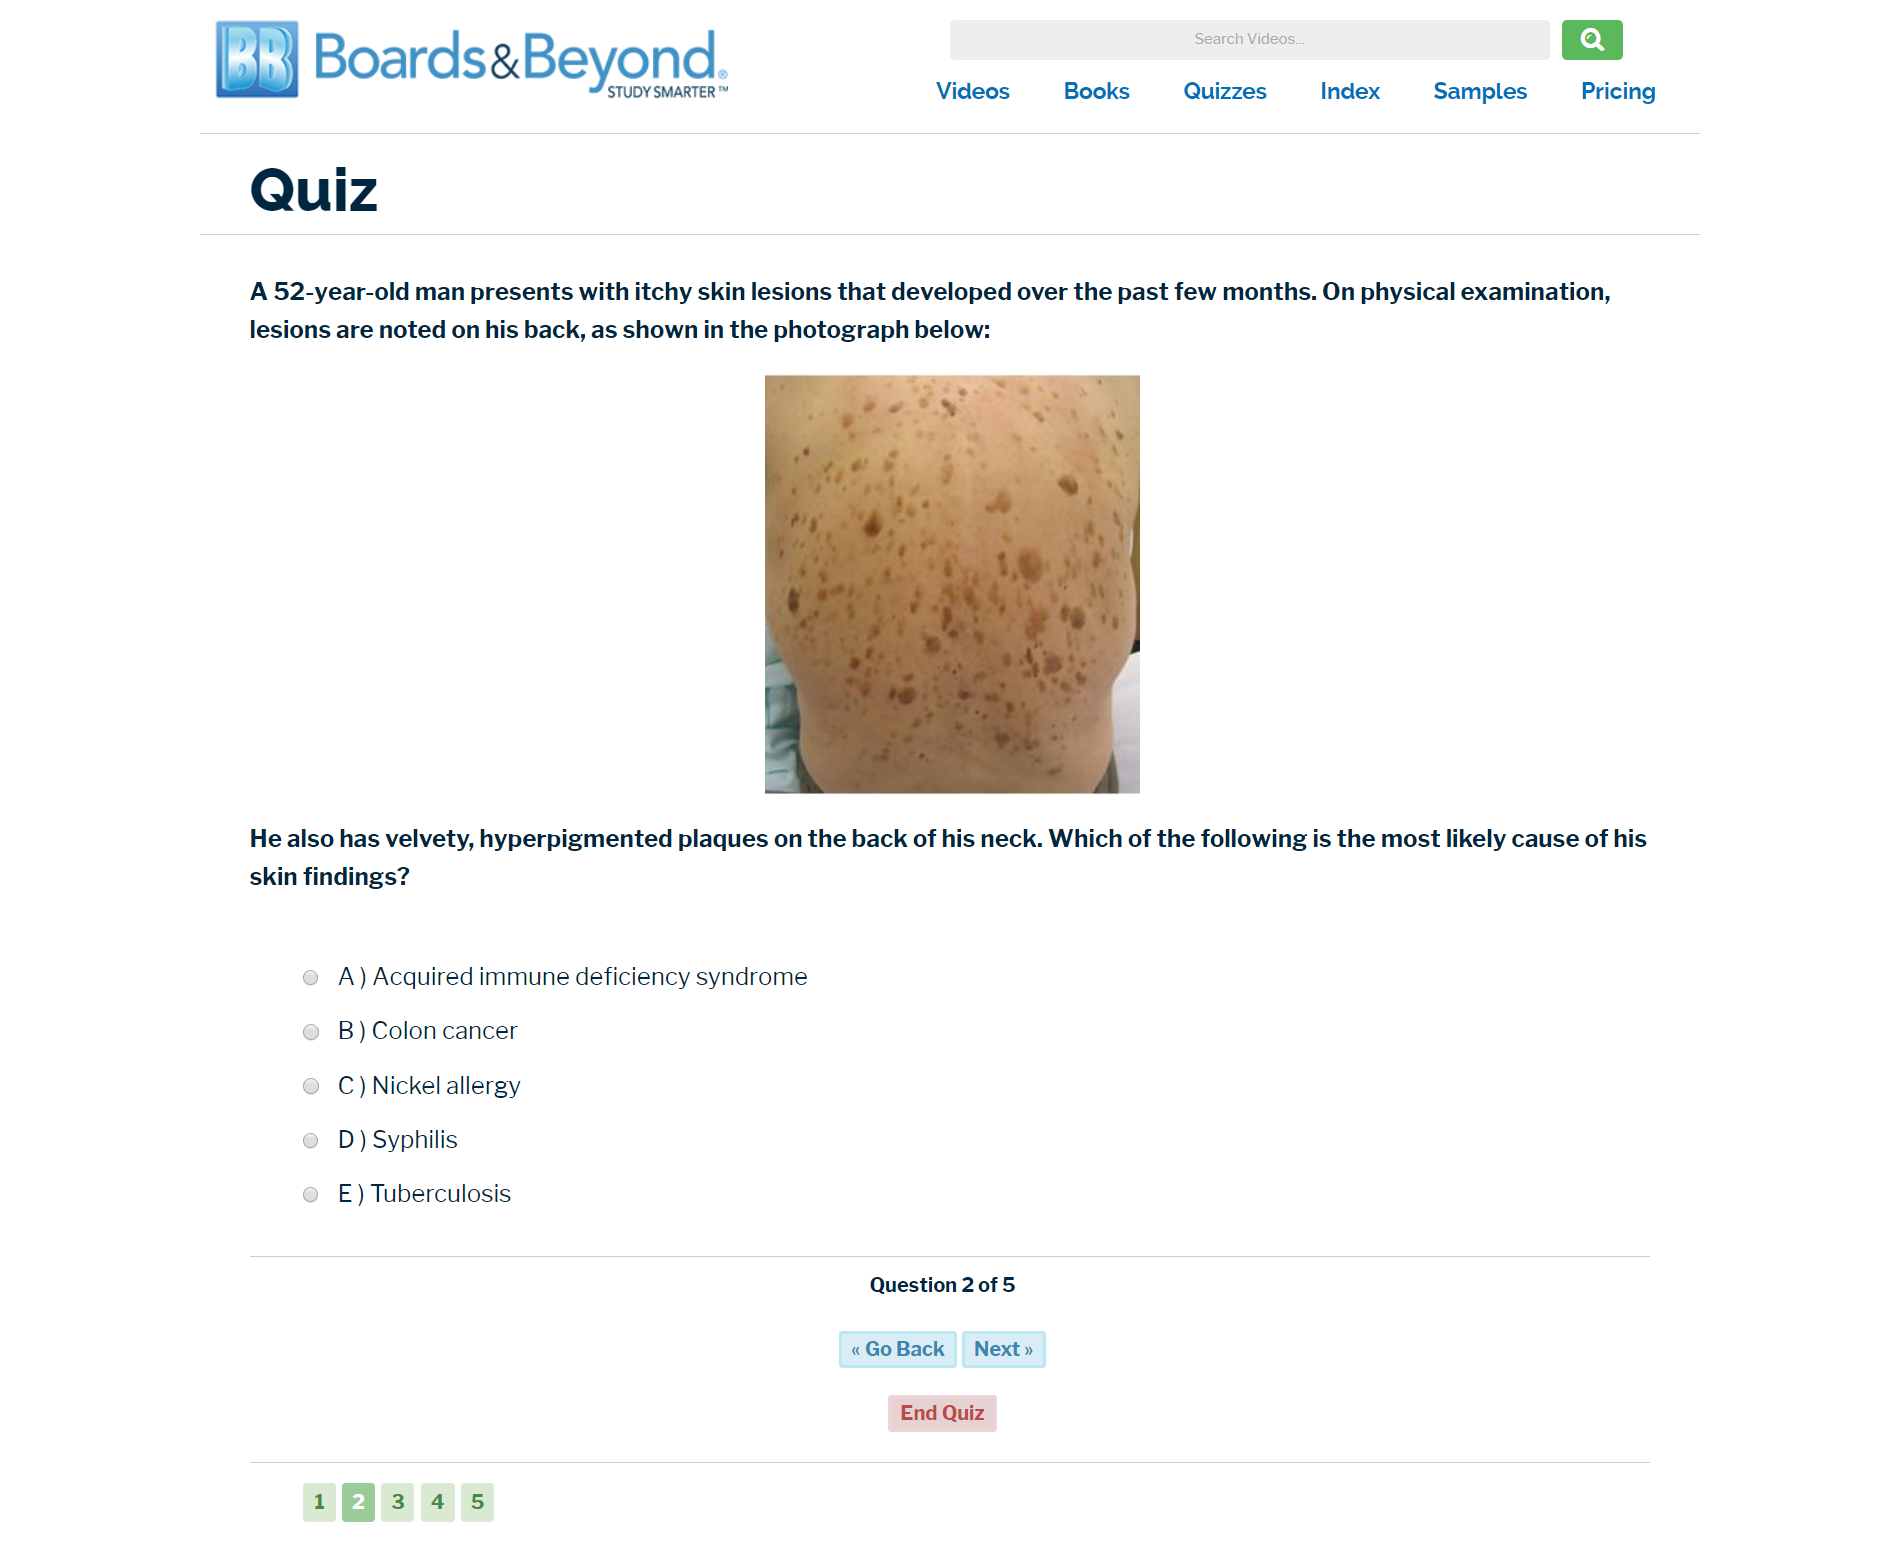 BB Boards&Beyond®
STUDY SMARTER™
Search Videos...
Videos Books Quizzes Index Samples Pricing
Quiz
A 52-year-old man presents with itchy skin lesions that developed over the past few months. On physical examination,
lesions are noted on his back, as shown in the photograph below:
He also has velvety, hyperpigmented plaques on the back of his neck. Which of the following is the most likely cause of his
skin findings?
A ) Acquired immune deficiency syndrome
B ) Colon cancer
C ) Nickel allergy
D ) Syphilis
E ) Tuberculosis
Question 2 of 5
« Go Back Next »
End Quiz
1 2 3 4 5